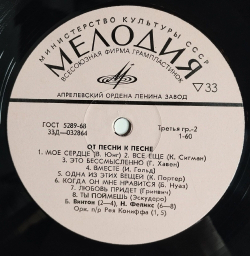 МИНИСТЕРСТВО КУЛЬТУРЫ СССР
МЕЛОДИЯ
ВСЕСОЮЗНАЯ ФИРМА ГРАМПЛАСТИНОК
▽33
АПРЕЛЕВСКИЙ ОРДЕНА ЛЕНИНА ЗАВОД
ГОСТ 5289-68
33Д—032864
Третья гр.-2
1-60
ОТ ПЕСНИ К ПЕСНЕ
1. МОЕ СЕРДЦЕ (В. Юнг) 2. ВСЕ ЕЩЕ (К. Сигман)
3. ЭТО БЕССМЫСЛЕННО (Г. Хавен)
4. ВМЕСТЕ (И. Гольд)
5. ОДНА ИЗ ЭТИХ ВЕЩЕЙ (К. Портер)
6. КОГДА ОН МНЕ НРАВИТСЯ (Б. Нуаз)
7. ЛЮБОВЬ ПРИДЕТ (Гринвич)
8. ТЫ ПОЙМЕШЬ (Эскудеро)
Б. Винтон (2—4), Н. Феликс (6—8)
Орк. п/р Рея Кониффа (1, 5)